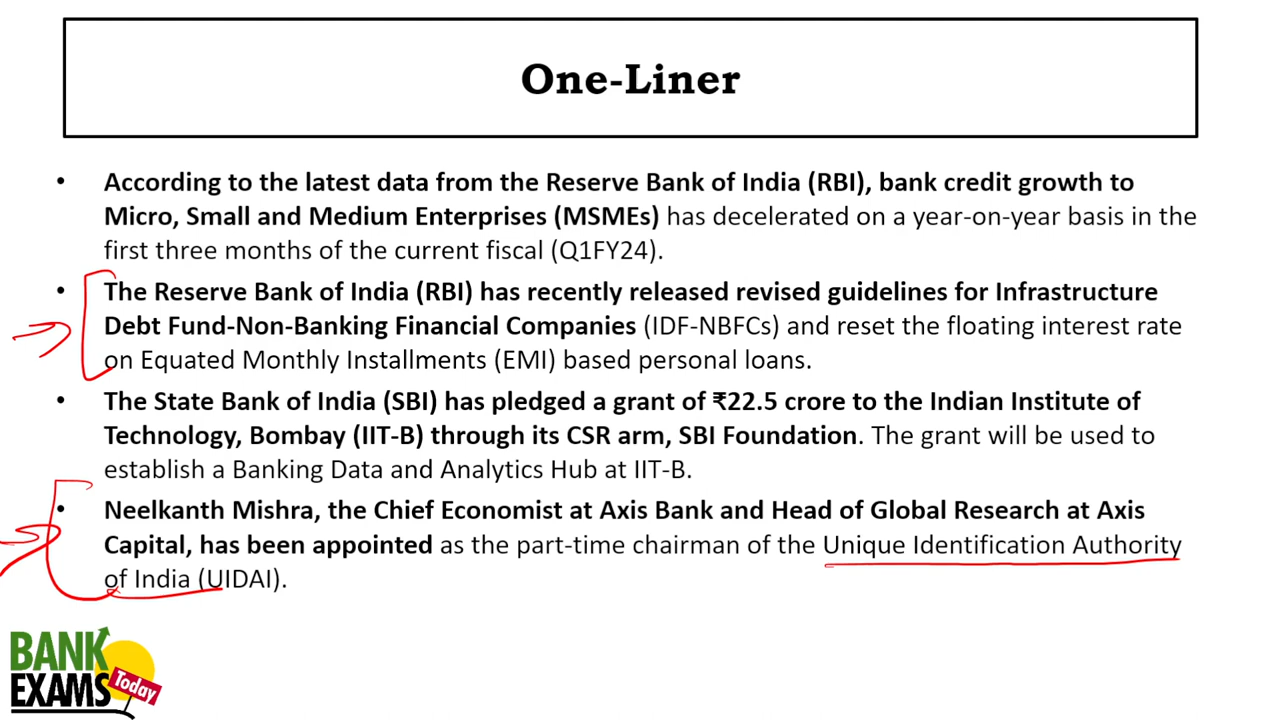 One-Liner
• According to the latest data from the Reserve Bank of India (RBI), bank credit growth to
Micro, Small and Medium Enterprises (MSMEs) has decelerated on a year-on-year basis in the
first three months of the current fiscal (Q1FY24).
• The Reserve Bank of India (RBI) has recently released revised guidelines for Infrastructure
Debt Fund-Non-Banking Financial Companies (IDF-NBFCs) and reset the floating interest rate
on Equated Monthly Installments (EMI) based personal loans.
• The State Bank of India (SBI) has pledged a grant of ₹22.5 crore to the Indian Institute of
Technology, Bombay (IIT-B) through its CSR arm, SBI Foundation. The grant will be used to
establish a Banking Data and Analytics Hub at IIT-B.
• Neelkanth Mishra, the Chief Economist at Axis Bank and Head of Global Research at Axis
Capital, has been appointed as the part-time chairman of the Unique Identification Authority
of India (UIDAI).
BANK
EXAMS Today